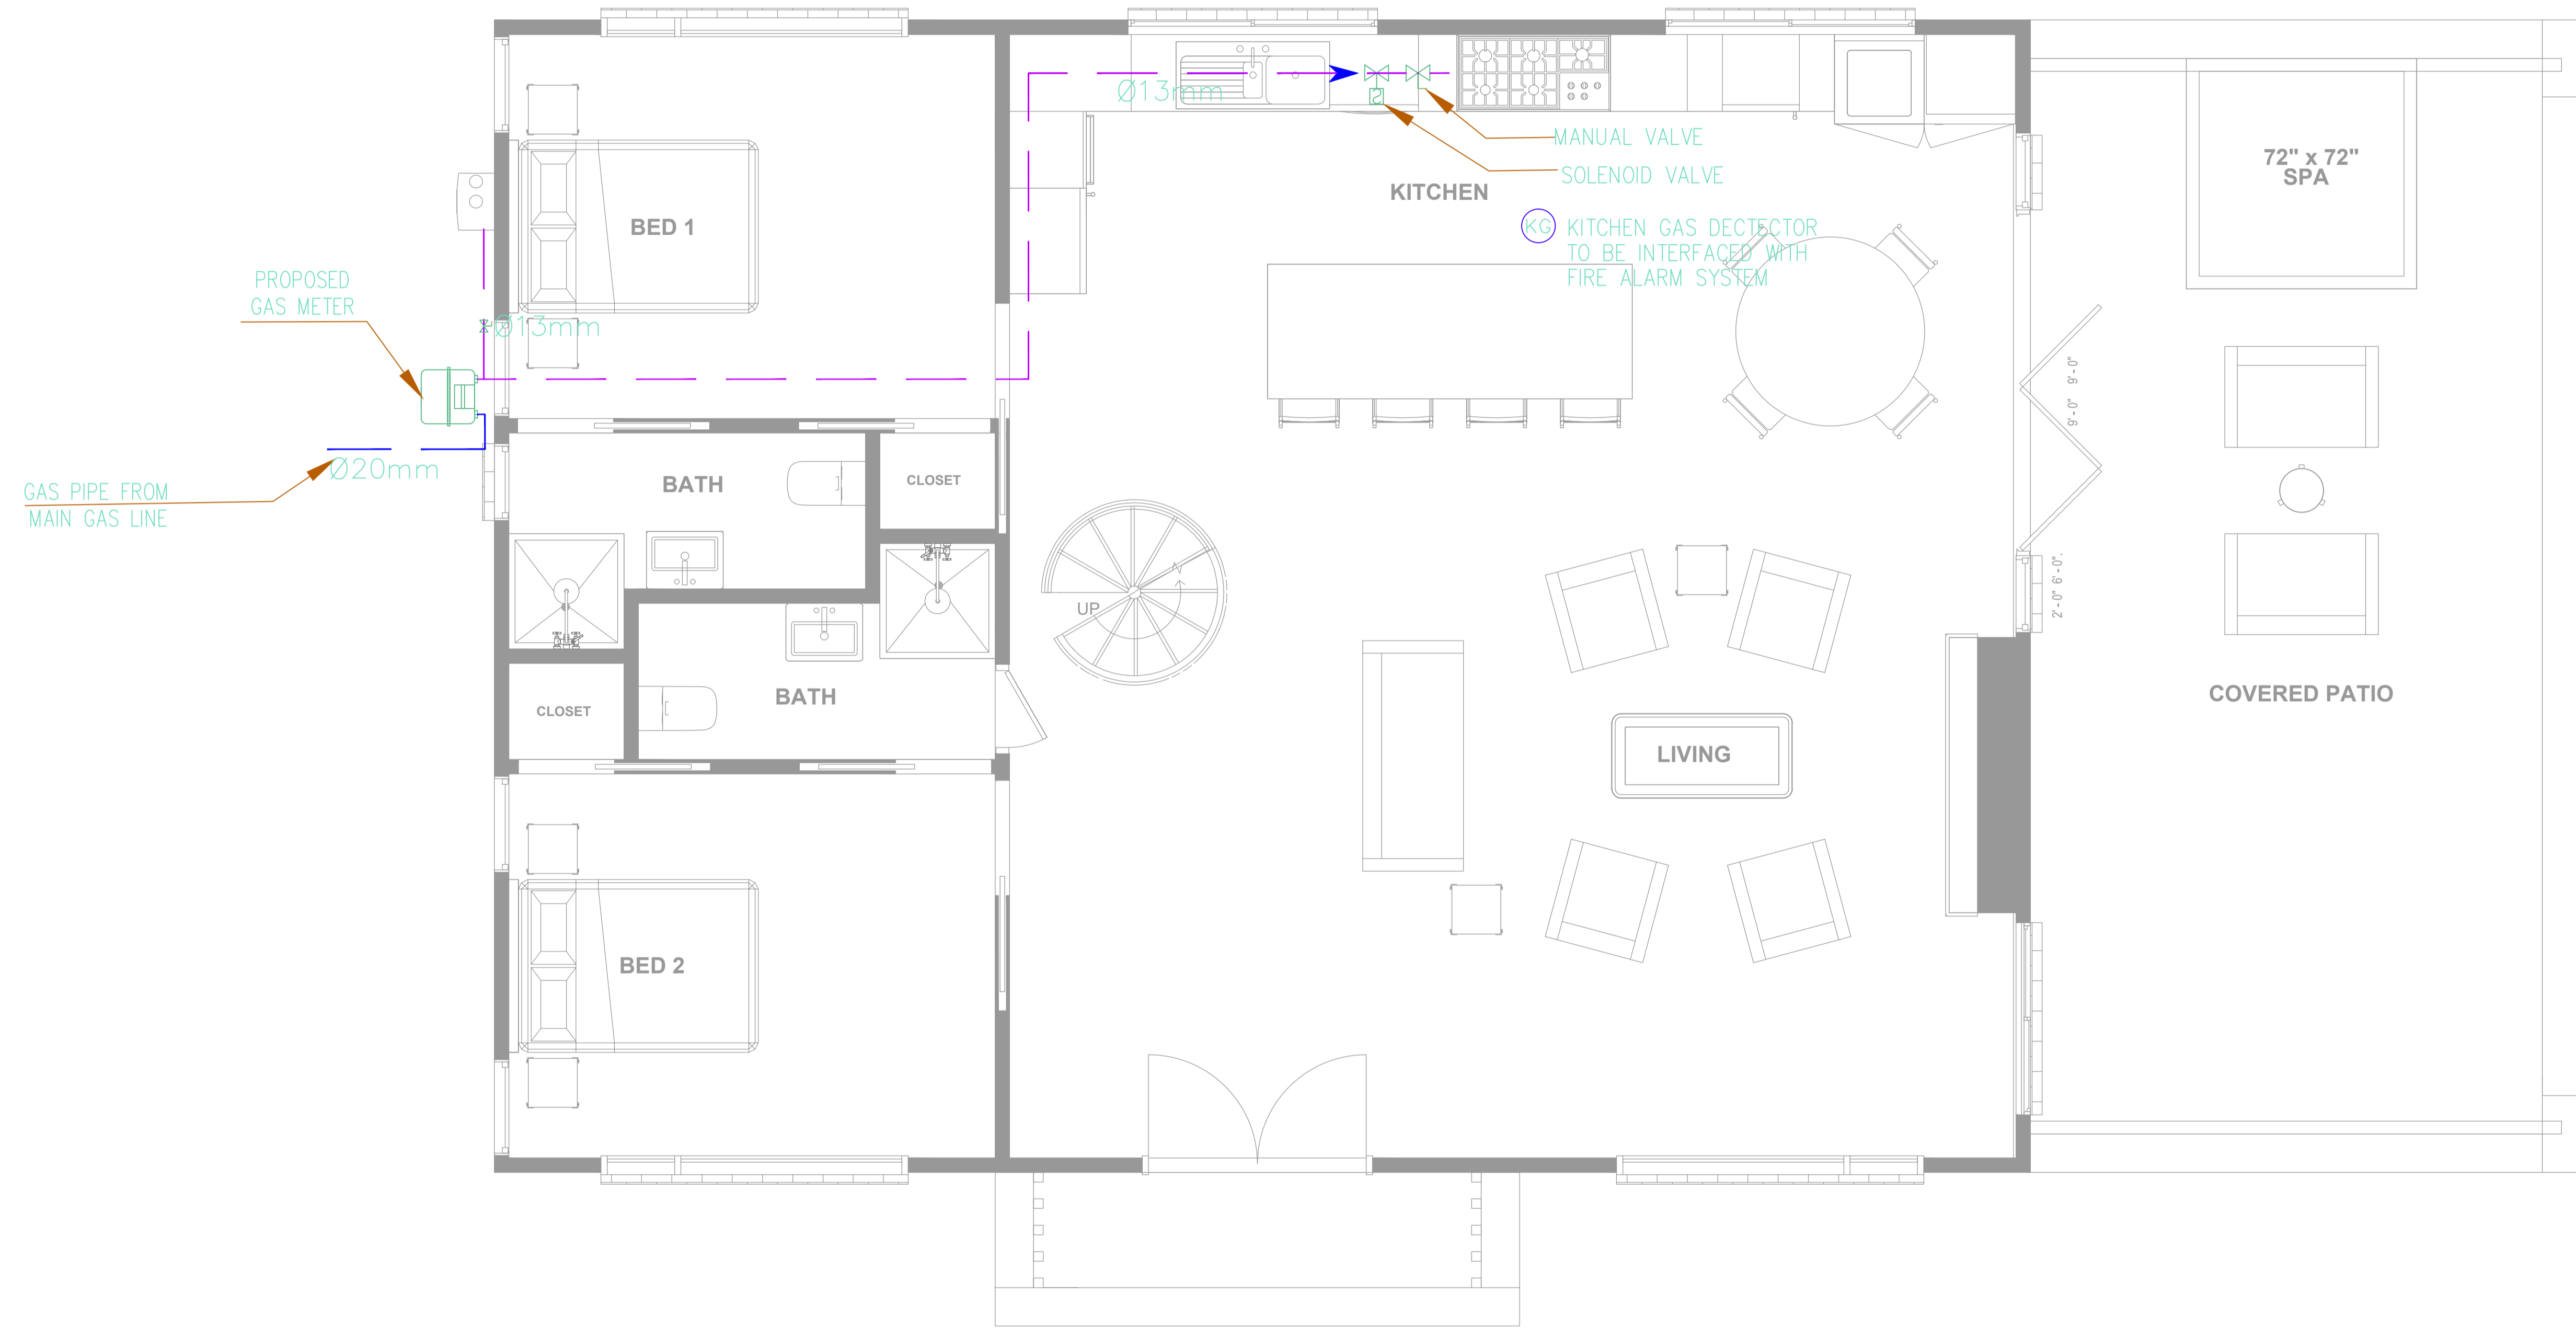 Ø13mm
MANUAL VALVE
SOLENOID VALVE
KITCHEN
72" x 72"
SPA
BED 1
KG
KITCHEN GAS DECTECTOR
TO BE INTERFACED WITH
FIRE ALARM SYSTEM
PROPOSED
GAS METER
Ø13mm
9'-0" 9'-0"
Ø20mm
GAS PIPE FROM
MAIN GAS LINE
BATH
CLOSET
S
N
UP
2'-0" 6'-0".
BATH
CLOSET
COVERED PATIO
LIVING
BED 2